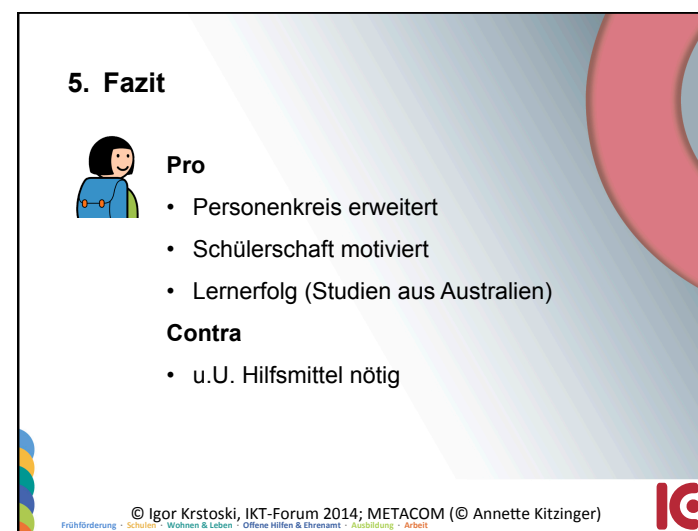 5. Fazit
Pro
• Personenkreis erweitert
• Schülerschaft motiviert
• Lernerfolg (Studien aus Australien)
Contra
• u.U. Hilfsmittel nötig
© Igor Krstoski, IKT-Forum 2014; METACOM (© Annette Kitzinger)
Frühförderung · Schulen · Wohnen & Leben · Offene Hilfen & Ehrenamt · Ausbildung · Arbeit